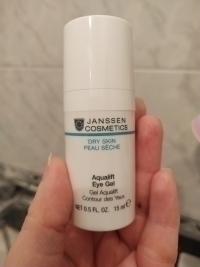 JANSSEN
COSMETICS
DRY SKIN
PEAU SÈCHE
Aqualift
Eye Gel
Gel Aqualift
Contour des Yeux
NET 0.5 FL. OZ. 15 ml ℮